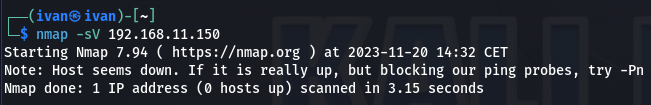 (ivan㉿ivan)-[~]
$ nmap -sV 192.168.11.150
Starting Nmap 7.94 ( https://nmap.org ) at 2023-11-20 14:32 CET
Note: Host seems down. If it is really up, but blocking our ping probes, try -Pn
Nmap done: 1 IP address (0 hosts up) scanned in 3.15 seconds